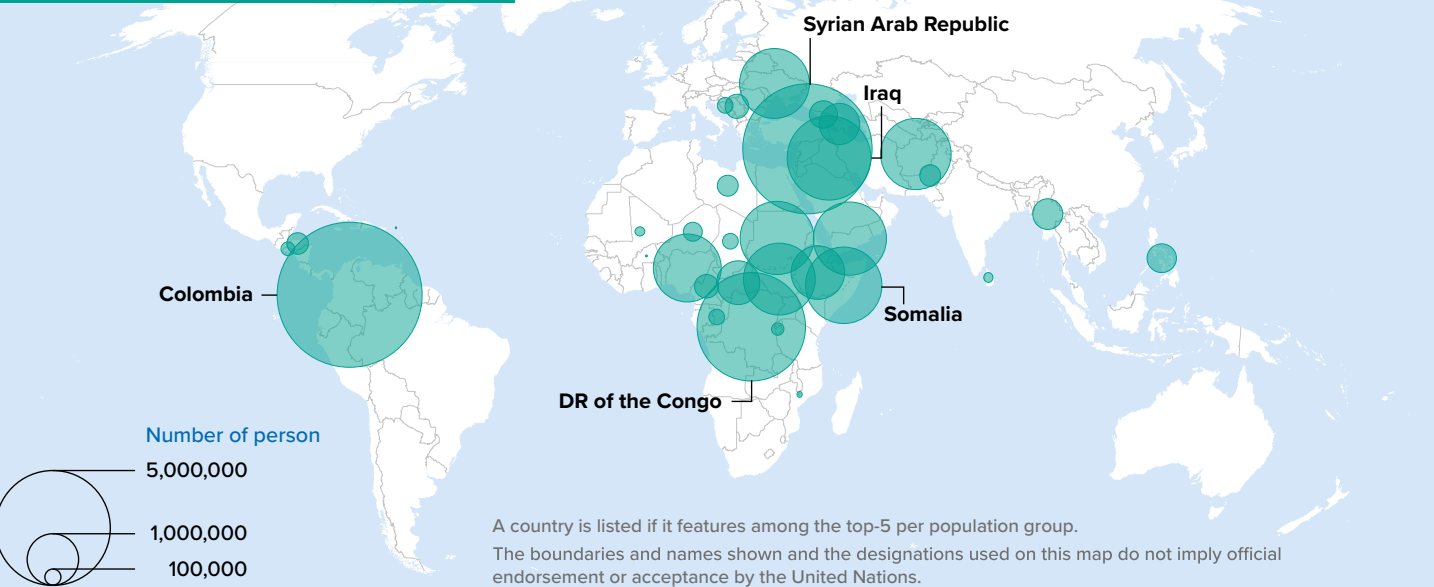 Syrian Arab Republic
Iraq
Colombia
Somalia
DR of the Congo
Number of person
5,000,000
1,000,000
100,000
A country is listed if it features among the top-5 per population group.
The boundaries and names shown and the designations used on this map do not imply official
endorsement or acceptance by the United Nations.